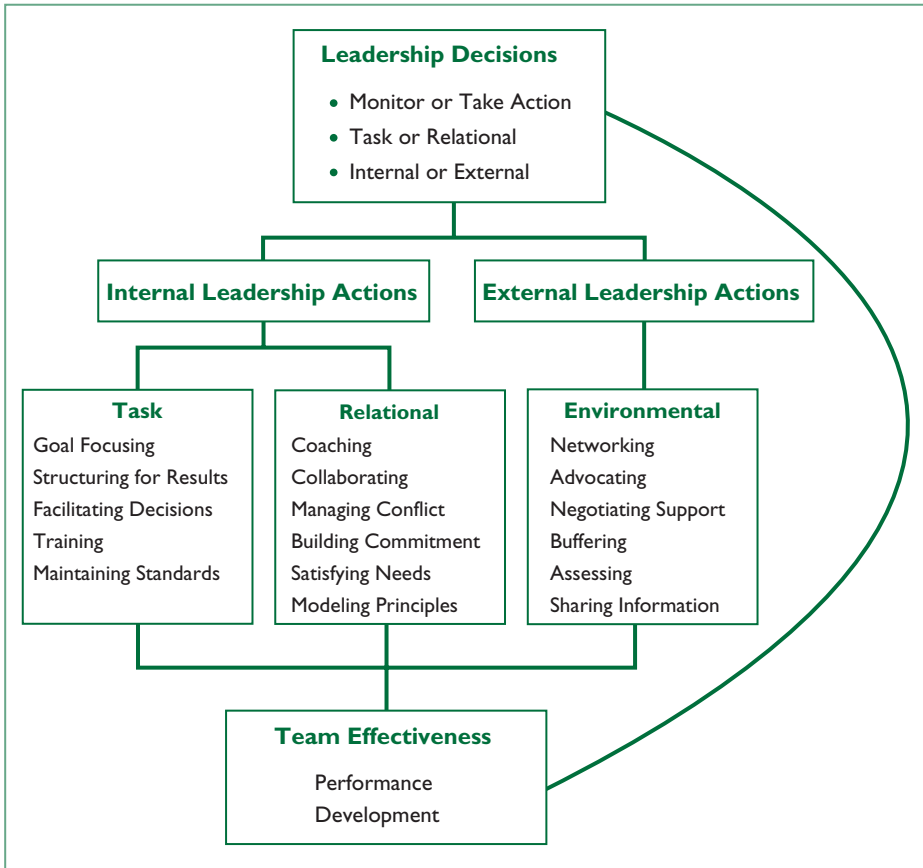 Leadership Decisions
• Monitor or Take Action
• Task or Relational
• Internal or External
Internal Leadership Actions
External Leadership Actions
Task
Goal Focusing
Structuring for Results
Facilitating Decisions
Training
Maintaining Standards
Relational
Coaching
Collaborating
Managing Conflict
Building Commitment
Satisfying Needs
Modeling Principles
Environmental
Networking
Advocating
Negotiating Support
Buffering
Assessing
Sharing Information
Team Effectiveness
Performance
Development